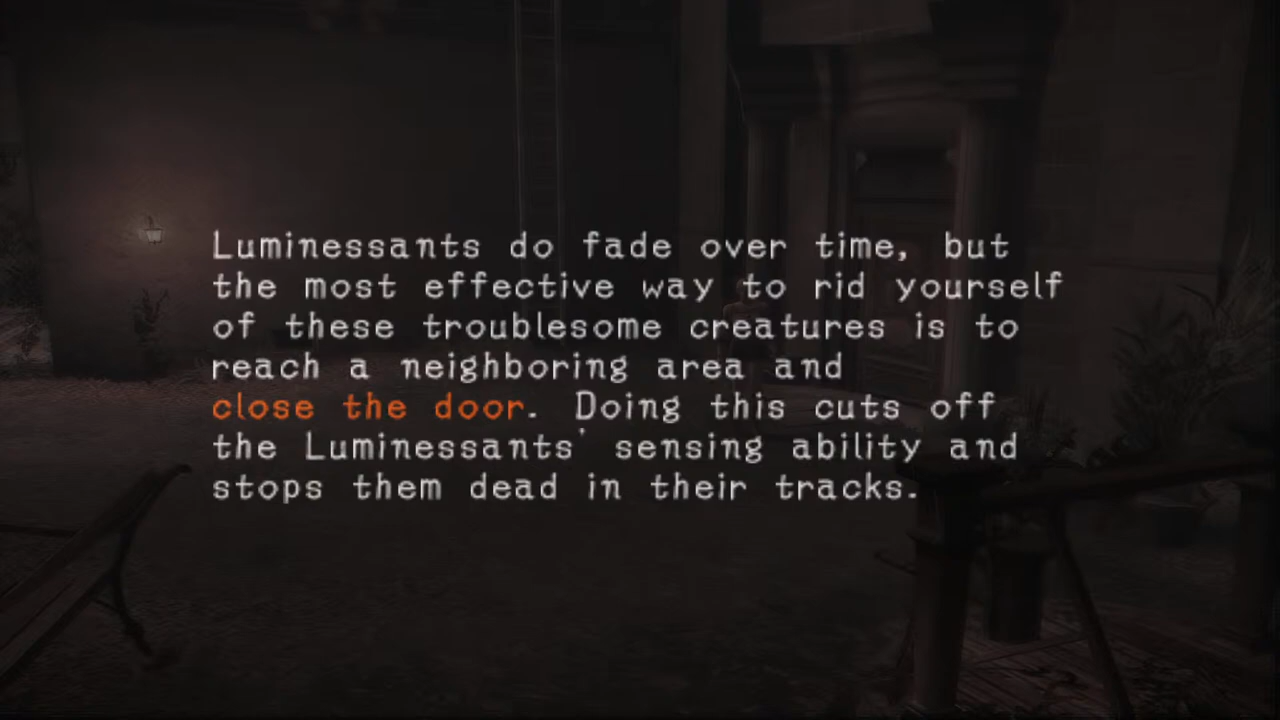 Luminessants do fade over time, but
the most effective way to rid yourself
of these troublesome creatures is to
reach a neighboring area and
close the door. Doing this cuts off
the Luminessants' sensing ability and
stops them dead in their tracks.